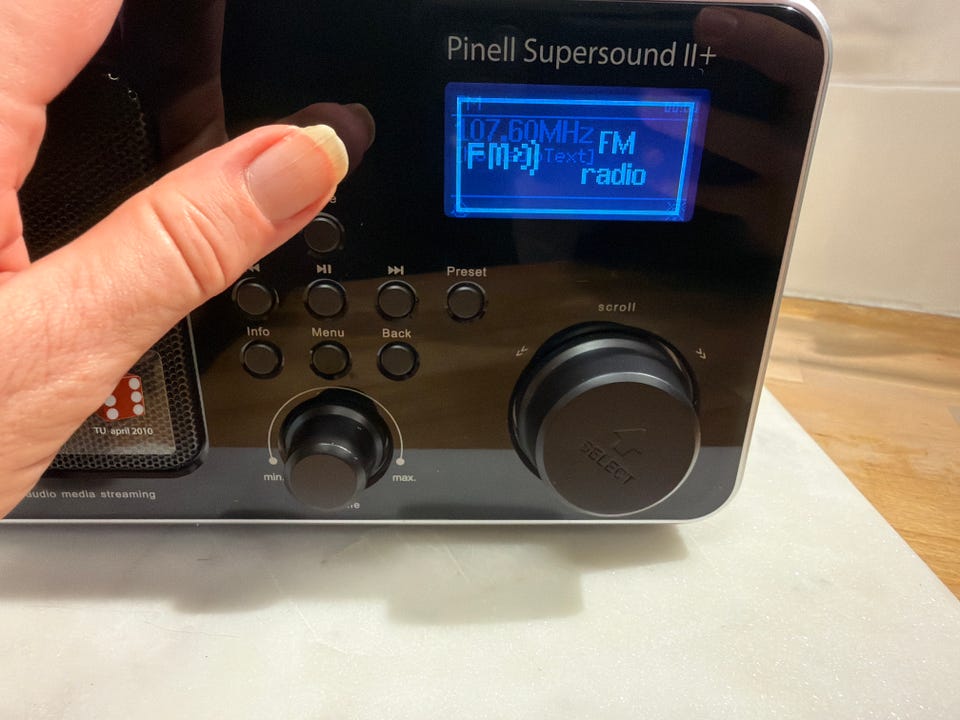 Pinell Supersound II+
FM
107.60MHz
FM
FM
radio
Preset
Info Menu Back
scroll
SELECT
TU april 2010
min. max.
audio media streaming